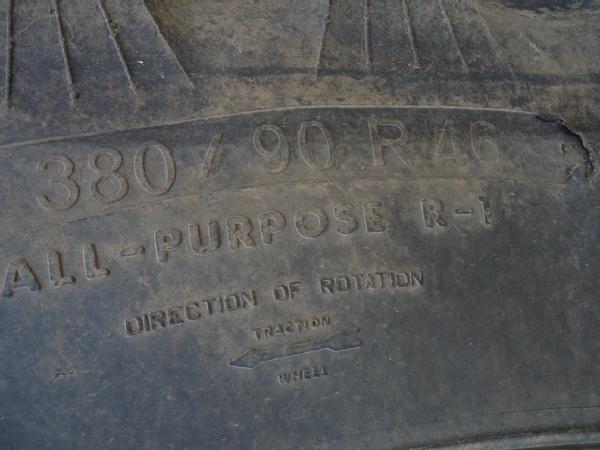 380 / 90 R 46
ALL-PURPOSE R-1
DIRECTION OF ROTATION
TRACTION
WHEEL